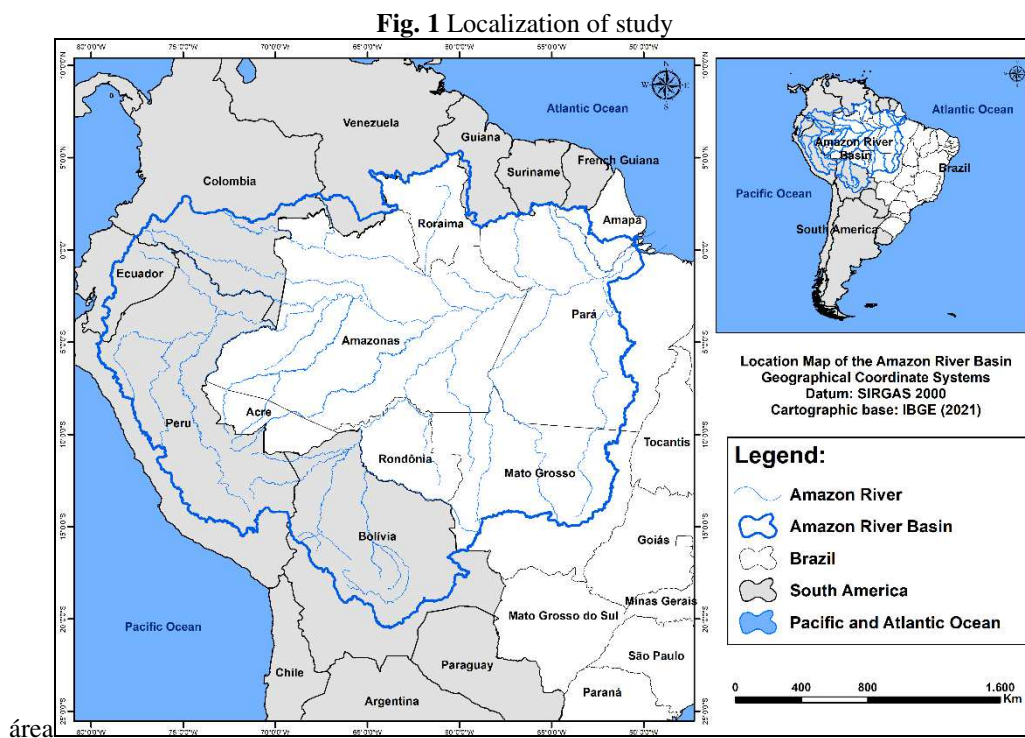 Fig. 1 Localization of study
área
Atlantic Ocean
Venezuela
Guiana
Suriname
French Guiana
Colombia
Roraima
Amapá
Ecuador
Pará
Amazonas
Peru
Acre
Tocantis
Rondônia
Mato Grosso
Bolívia
Goiás
Minas Gerais
Mato Grosso do Sul
Pacific Ocean
São Paulo
Paraguay
Chile
Paraná
Argentina
Atlantic Ocean
Amazon River
Basin
Brazil
Pacific Ocean
South America
Location Map of the Amazon River Basin
Geographical Coordinate Systems
Datum: SIRGAS 2000
Cartographic base: IBGE (2021)
Legend:
Amazon River
Amazon River Basin
Brazil
South America
Pacific and Atlantic Ocean
0 400 800 1.600
Km